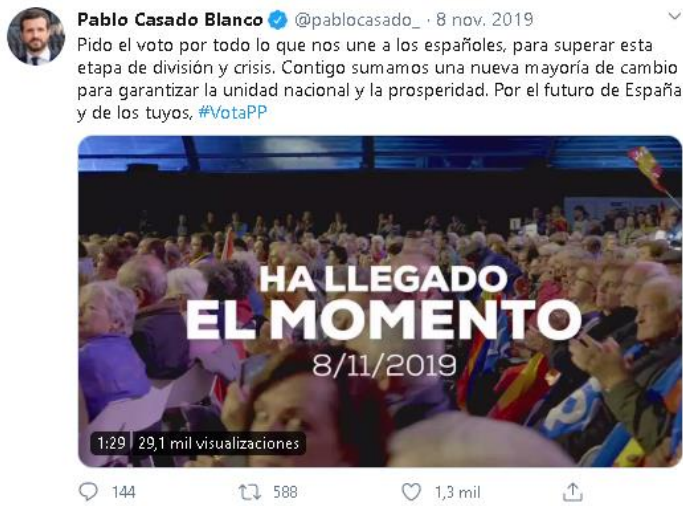 Pablo Casado Blanco @pablocasado_ · 8 nov. 2019
Pido el voto por todo lo que nos une a los españoles, para superar esta
etapa de división y crisis. Contigo sumamos una nueva mayoría de cambio
para garantizar la unidad nacional y la prosperidad. Por el futuro de España
y de los tuyos, #VotaPP
HA LLEGADO
EL MOMENTO
8/11/2019
1:29 29,1 mil visualizaciones
144 588 1,3 mil